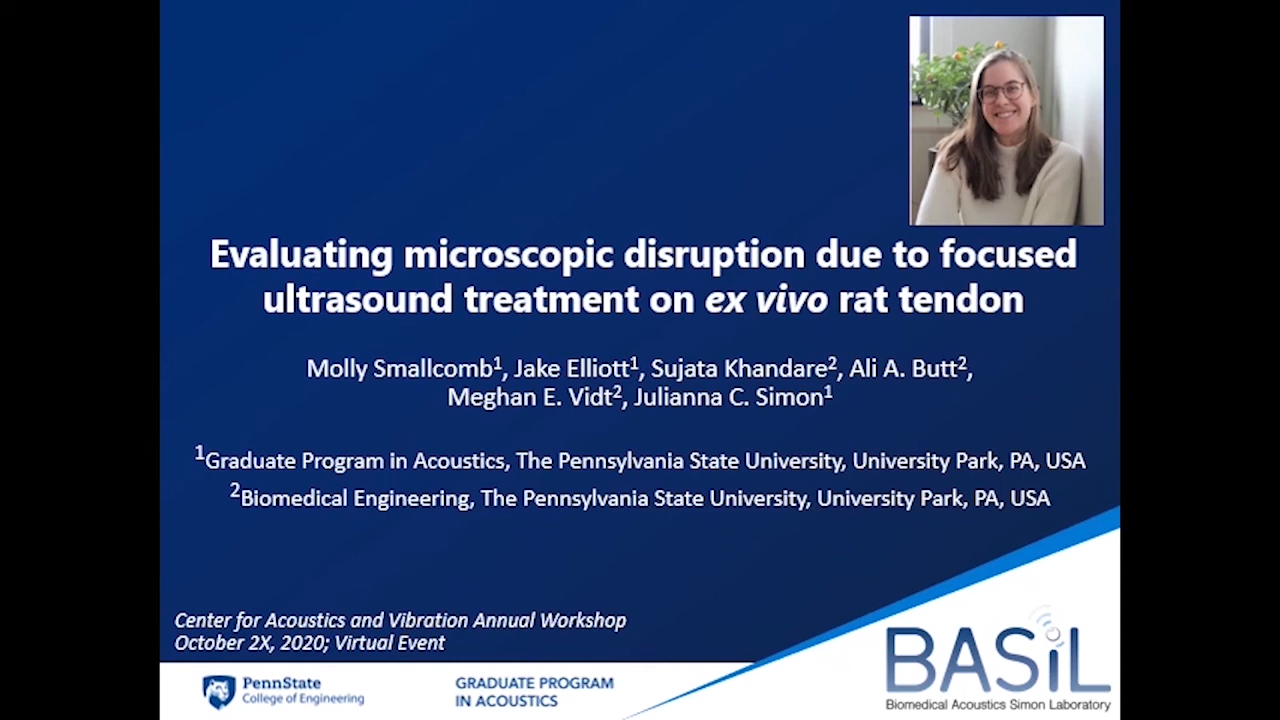 Evaluating microscopic disruption due to focused
ultrasound treatment on ex vivo rat tendon
Molly Smallcomb¹, Jake Elliott¹, Sujata Khandare², Ali A. Butt²,
Meghan E. Vidt², Julianna C. Simon¹
¹Graduate Program in Acoustics, The Pennsylvania State University, University Park, PA, USA
²Biomedical Engineering, The Pennsylvania State University, University Park, PA, USA
Center for Acoustics and Vibration Annual Workshop
October 2X, 2020; Virtual Event
PennState
College of Engineering
GRADUATE PROGRAM
IN ACOUSTICS
BASiL
Biomedical Acoustics Simon Laboratory